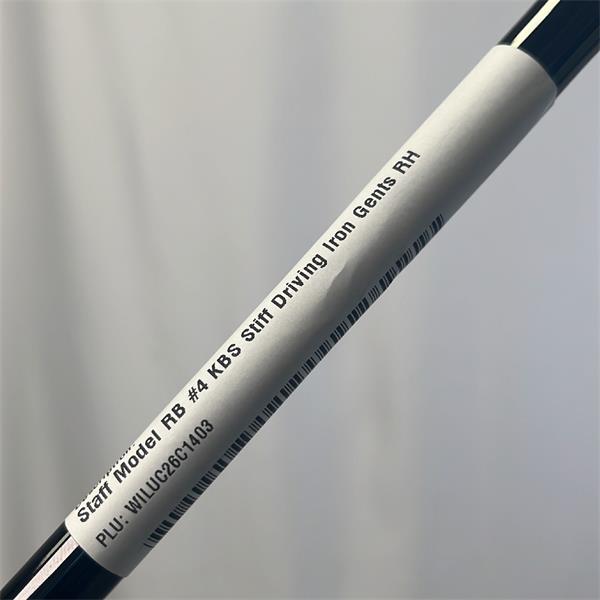 Staff Model RB #4 KBS Stiff Driving Iron Gents RH
PLU: WILUC26C1403